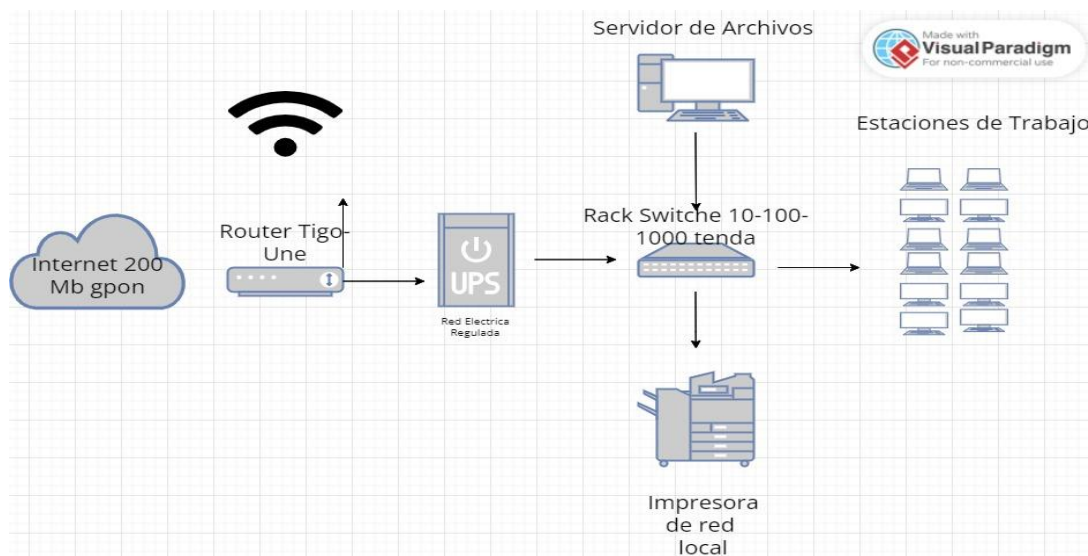 Servidor de Archivos
Made with
Visual Paradigm
For non-commercial use
Estaciones de Trabajo
Router Tigo-
Une
Rack Switche 10-100-
1000 tenda
Internet 200
Mb gpon
UPS
Red Electrica
Regulada
Impresora
de red
local